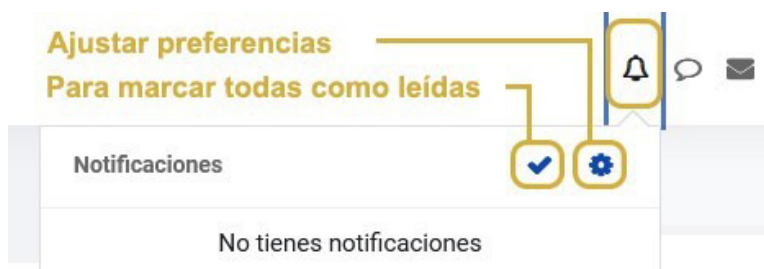 Ajustar preferencias
Para marcar todas como leídas
Notificaciones
No tienes notificaciones